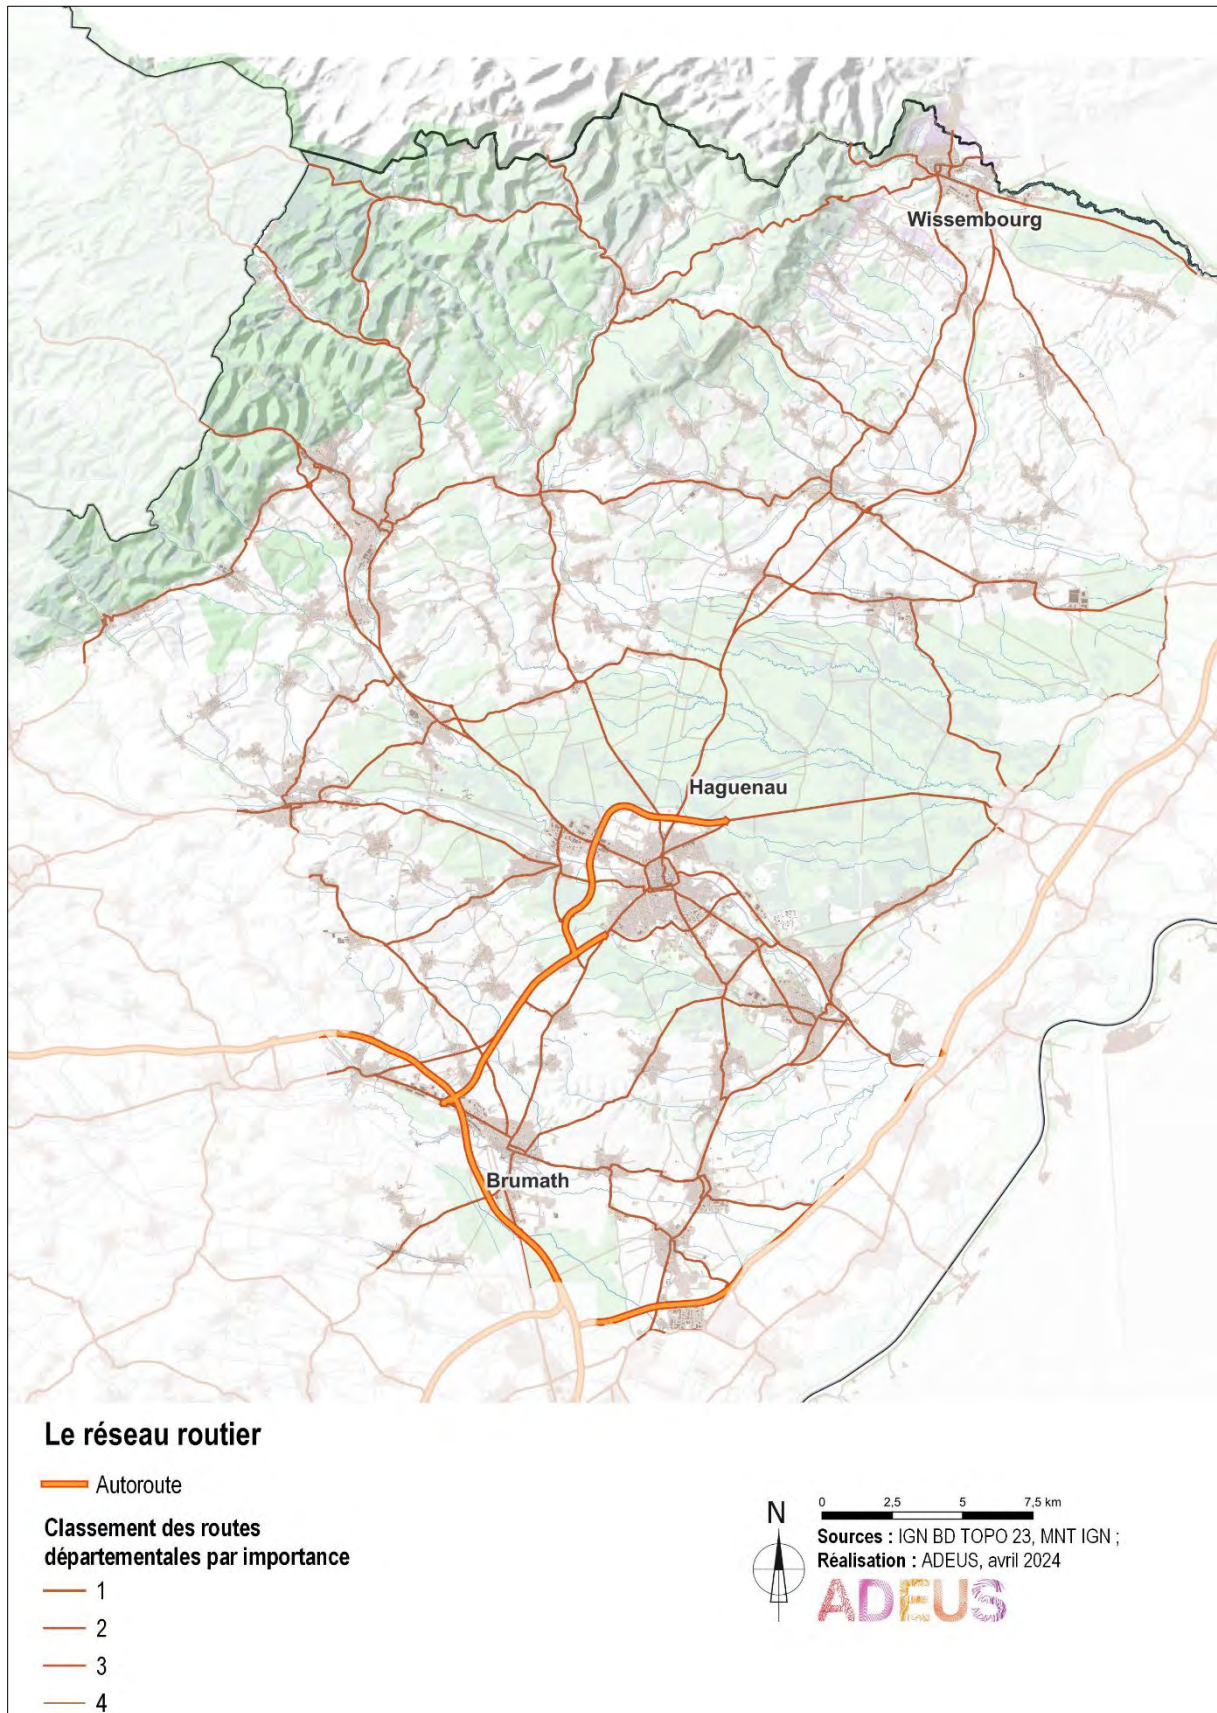 Wissembourg
Haguenau
Brumath
Le réseau routier
Autoroute
Classement des routes
départementales par importance
1
2
3
4
N
0 2,5 5 7,5 km
Sources : IGN BD TOPO 23, MNT IGN ;
Réalisation : ADEUS, avril 2024
ADEUS